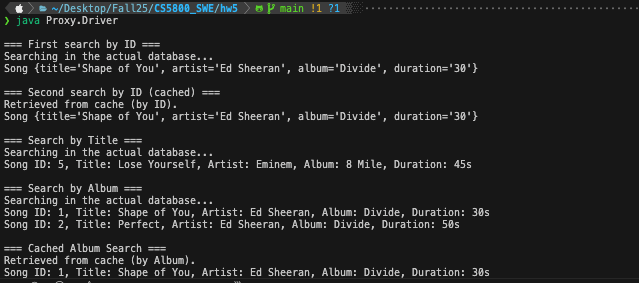 ~/Desktop/Fall25/CS5800_SWE/hw5 main !1 ?1
❯ java Proxy.Driver
=== First search by ID ===
Searching in the actual database...
Song {title='Shape of You', artist='Ed Sheeran', album='Divide', duration='30'}
=== Second search by ID (cached) ===
Retrieved from cache (by ID).
Song {title='Shape of You', artist='Ed Sheeran', album='Divide', duration='30'}
=== Search by Title ===
Searching in the actual database...
Song ID: 5, Title: Lose Yourself, Artist: Eminem, Album: 8 Mile, Duration: 45s
=== Search by Album ===
Searching in the actual database...
Song ID: 1, Title: Shape of You, Artist: Ed Sheeran, Album: Divide, Duration: 30s
Song ID: 2, Title: Perfect, Artist: Ed Sheeran, Album: Divide, Duration: 50s
=== Cached Album Search ===
Retrieved from cache (by Album).
Song ID: 1, Title: Shape of You, Artist: Ed Sheeran, Album: Divide, Duration: 30s